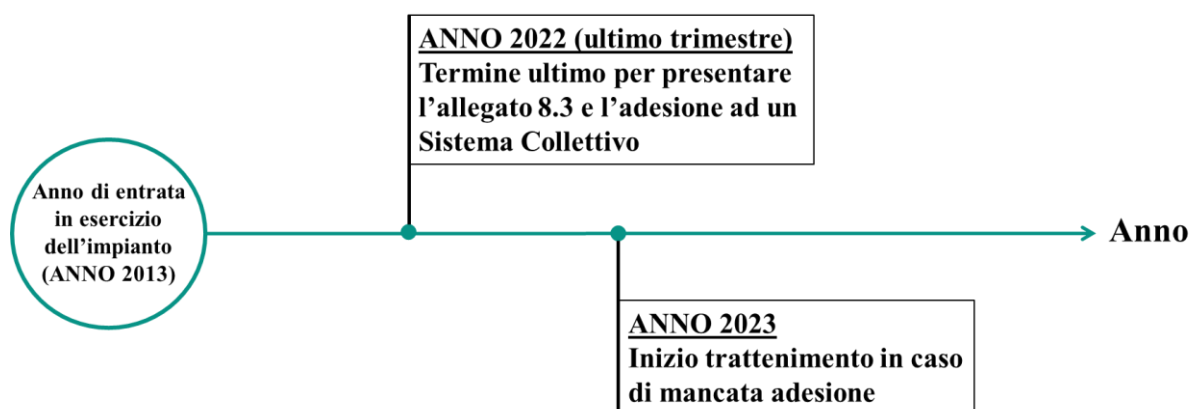 ANNO 2022 (ultimo trimestre)
Termine ultimo per presentare
l’allegato 8.3 e l’adesione ad un
Sistema Collettivo
Anno di entrata
in esercizio
dell’impianto
(ANNO 2013)
Anno
ANNO 2023
Inizio trattenimento in caso
di mancata adesione